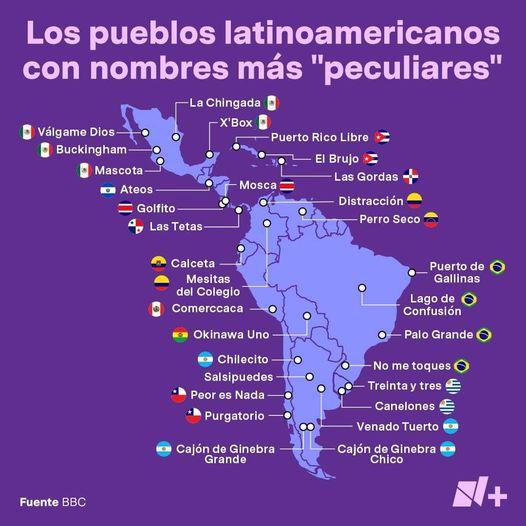 Los pueblos latinoamericanos
con nombres más "peculiares"
La Chingada
X'Box
Válgame Dios
Puerto Rico Libre
Buckingham
El Brujo
Mascota
Las Gordas
Mosca
Ateos
Distracción
Golfito
Perro Seco
Las Tetas
Calceta
Puerto de
Gallinas
Mesitas
del Colegio
Lago de
Confusión
Comerccaca
Okinawa Uno
Palo Grande
Chilecito
No me toques
Salsipuedes
Treinta y tres
Peor es Nada
Canelones
Purgatorio
Venado Tuerto
Cajón de Ginebra
Grande
Cajón de Ginebra
Chico
Fuente BBC
N+